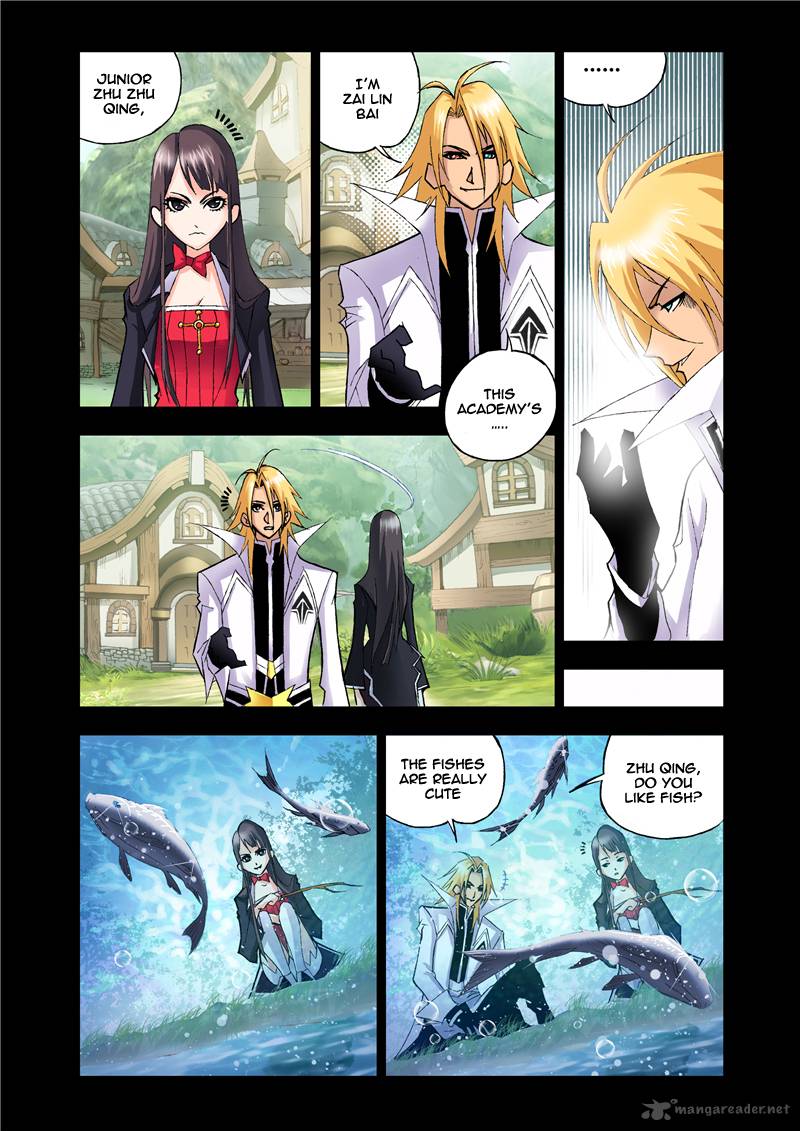 JUNIOR
ZHU ZHU
QING,
I'M
ZAI LIN
BAI
THIS
ACADEMY'S
.....
......
THE FISHES
ARE REALLY
CUTE
ZHU QING,
DO YOU
LIKE FISH?
mangareader.net